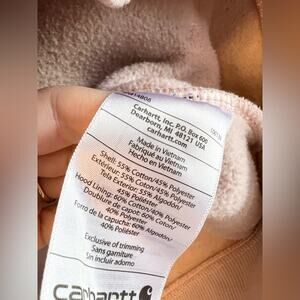 Carhartt, Inc. P.O. Box 600
Dearborn, MI 48121 USA
carhartt.com
Made in Vietnam
Fabriqué au Vietnam
Hecho en Vietnam
Shell: 55% Cotton/45% Polyester
Extérieur: 55% Coton/45% Polyester
Tela Exterior: 55% Algodón/
45% Poliéster
Hood Lining: 60% Cotton/40% Polyester
Doublure de capot: 60% Coton/
40% Polyester
Forro de la capucha: 60% Algodón/
40% Poliéster
Exclusive of trimming
Sans garniture
Sin incluir adorno
carhartt